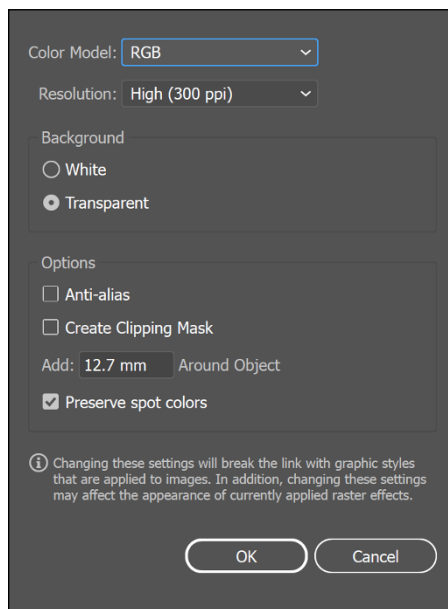 Color Model: RGB
Resolution: High (300 ppi)
Background
White
Transparent
Options
Anti-alias
Create Clipping Mask
Add: 12.7 mm Around Object
Preserve spot colors
Changing these settings will break the link with graphic styles
that are applied to images. In addition, changing these settings
may affect the appearance of currently applied raster effects.
OK Cancel